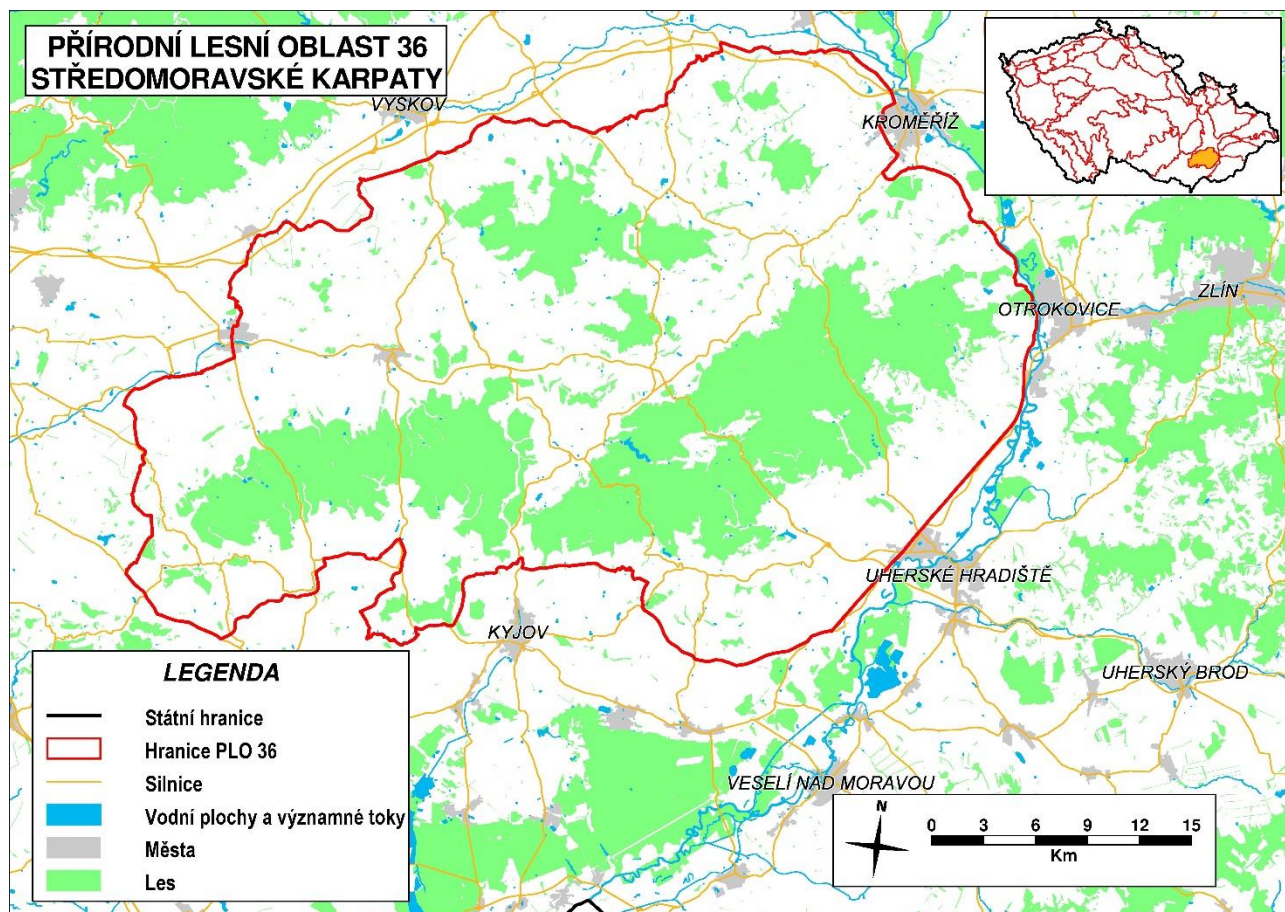 PŘÍRODNÍ LESNÍ OBLAST 36
STŘEDOMORAVSKÉ KARPATY
VYŠKOV
KROMĚŘÍŽ
OTROKOVICE
ZLÍN
UHERSKÉ HRADIŠTĚ
KYJOV
UHERSKÝ BROD
VESELÍ NAD MORAVOU
LEGENDA
Státní hranice
Hranice PLO 36
Silnice
Vodní plochy a významné toky
Města
Les
N
0 3 6 9 12 15
Km